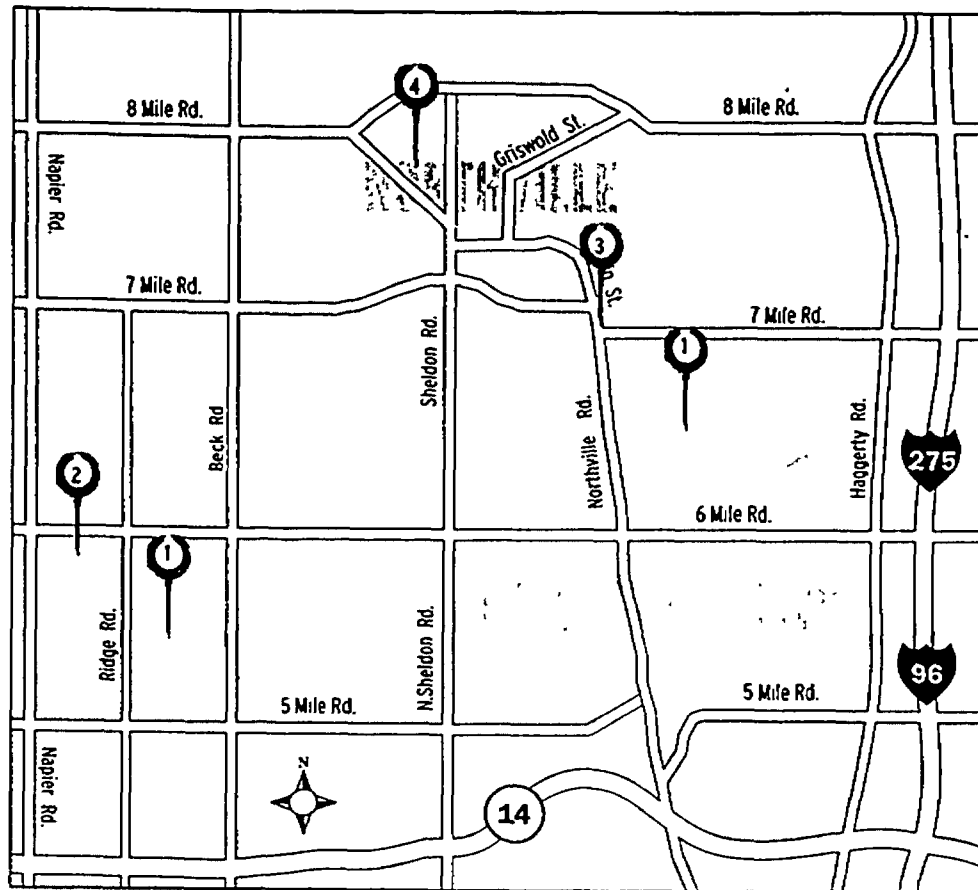 4
8 Mile Rd.
8 Mile Rd.
Griswold St.
Napier Rd.
3
St.
7 Mile Rd.
7 Mile Rd.
1
Sheldon Rd.
Beck Rd
Northville Rd.
Haggerty Rd.
275
2
6 Mile Rd.
1
Ridge Rd.
N.Sheldon Rd.
96
5 Mile Rd.
5 Mile Rd.
Napier Rd.
N
14